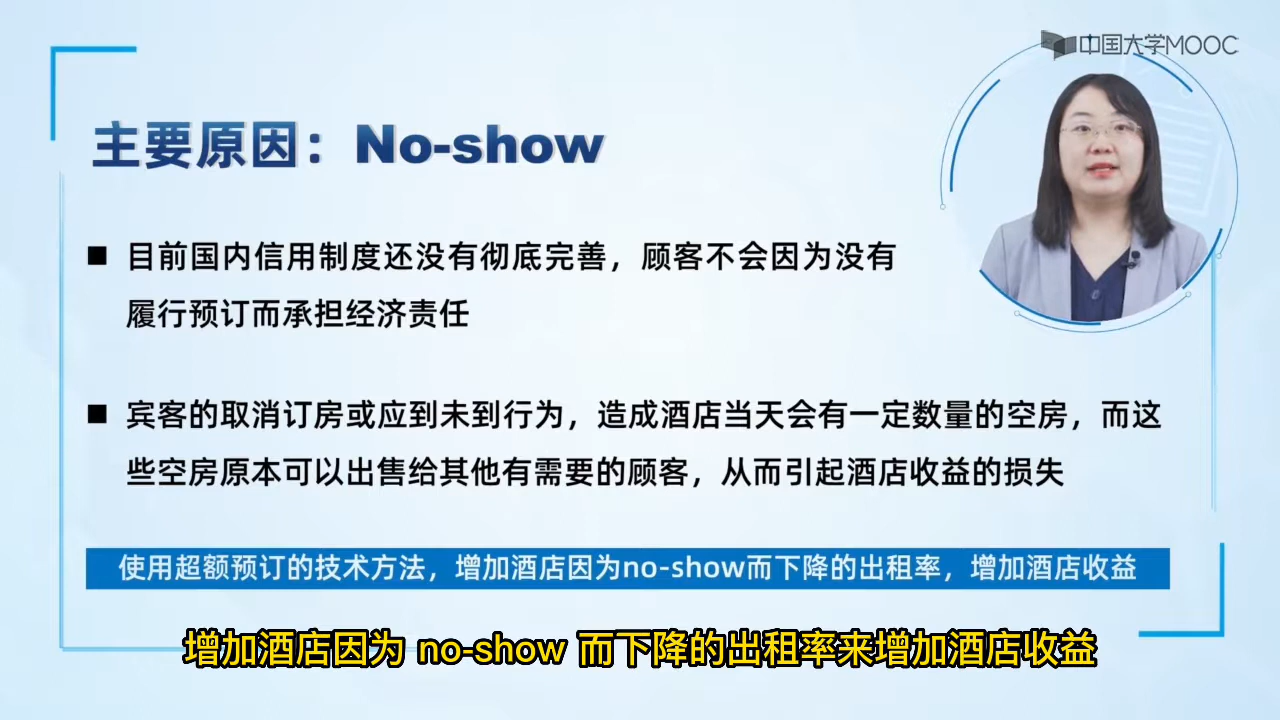 中国大学MOOC
主要原因：No-show
■ 目前国内信用制度还没有彻底完善，顾客不会因为没有
履行预订而承担经济责任
■ 宾客的取消订房或应到未到行为，造成酒店当天会有一定数量的空房，而这
些空房原本可以出售给其他有需要的顾客，从而引起酒店收益的损失
使用超额预订的技术方法，增加酒店因为no-show而下降的出租率，增加酒店收益
增加酒店因为 no-show 而下降的出租率来增加酒店收益